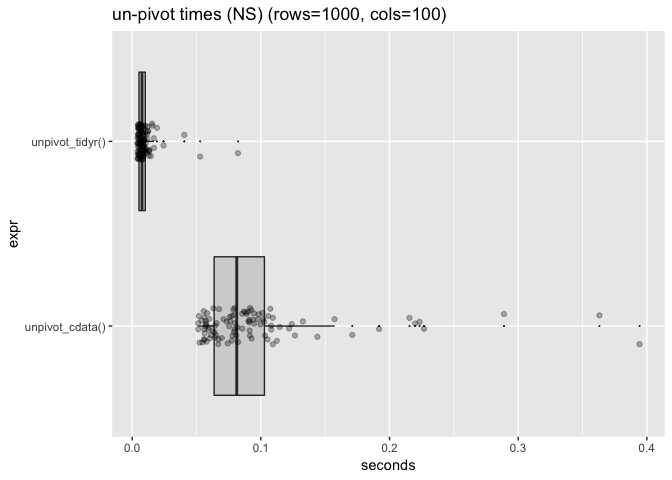 un-pivot times (NS) (rows=1000, cols=100)
unpivot_tidyr()
expr
unpivot_cdata()
0.0 0.1 0.2 0.3 0.4
seconds